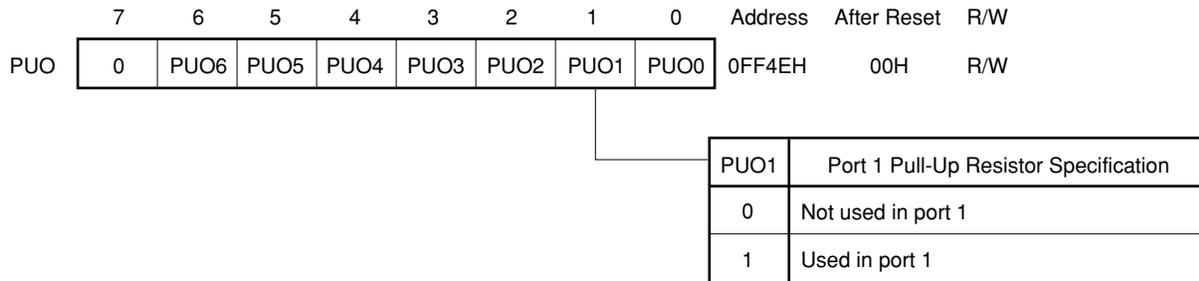 7 6 5 4 3 2 1 0 Address After Reset R/W
PUO 0 PUO6 PUO5 PUO4 PUO3 PUO2 PUO1 PUO0 0FF4EH 00H R/W
PUO1 Port 1 Pull-Up Resistor Specification
0 Not used in port 1
1 Used in port 1